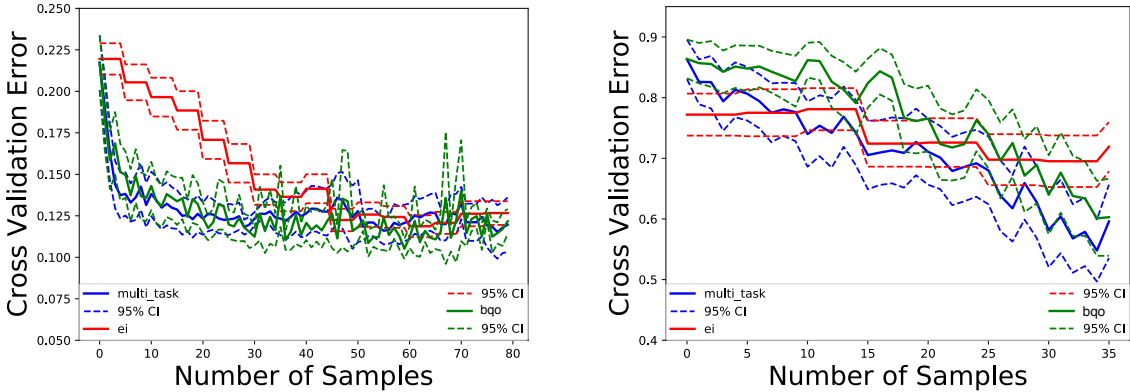 0.250
0.225
0.200
0.175
0.150
0.125
0.100
0.075
0.050
Cross Validation Error
0 10 20 30 40 50 60 70 80
Number of Samples
multi_task
95% CI
ei
95% CI
bqo
95% CI
0.9
0.8
0.7
0.6
0.5
0.4
Cross Validation Error
0 5 10 15 20 25 30 35
Number of Samples
multi_task
95% CI
ei
95% CI
bqo
95% CI